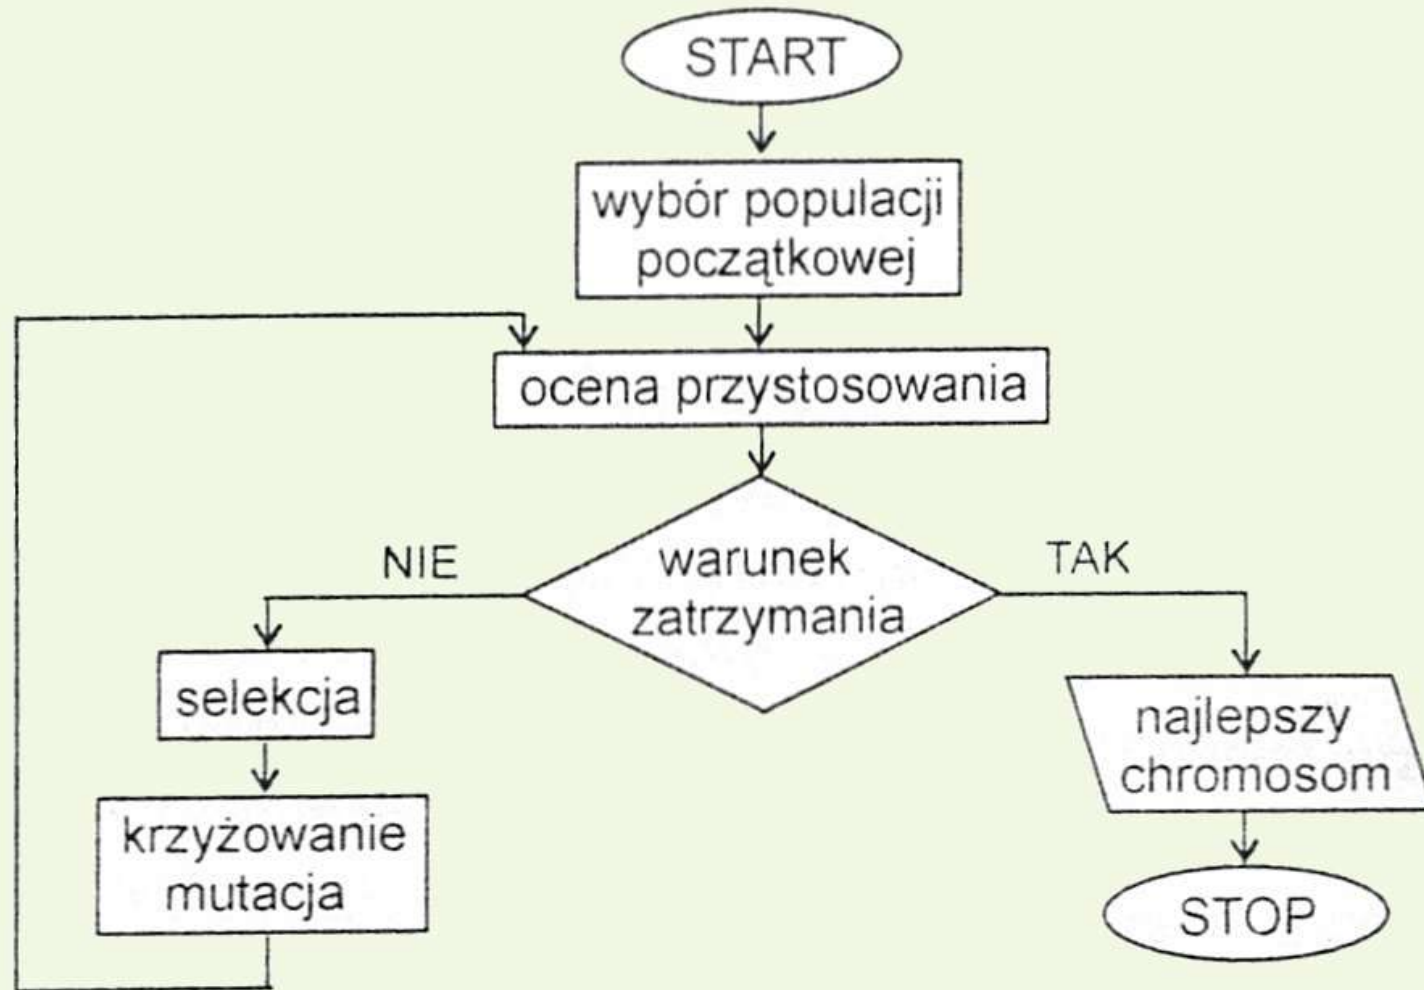 START
wybór populacji
początkowej
ocena przystosowania
NIE
warunek
zatrzymania
TAK
selekcja
krzyżowanie
mutacja
najlepszy
chromosom
STOP